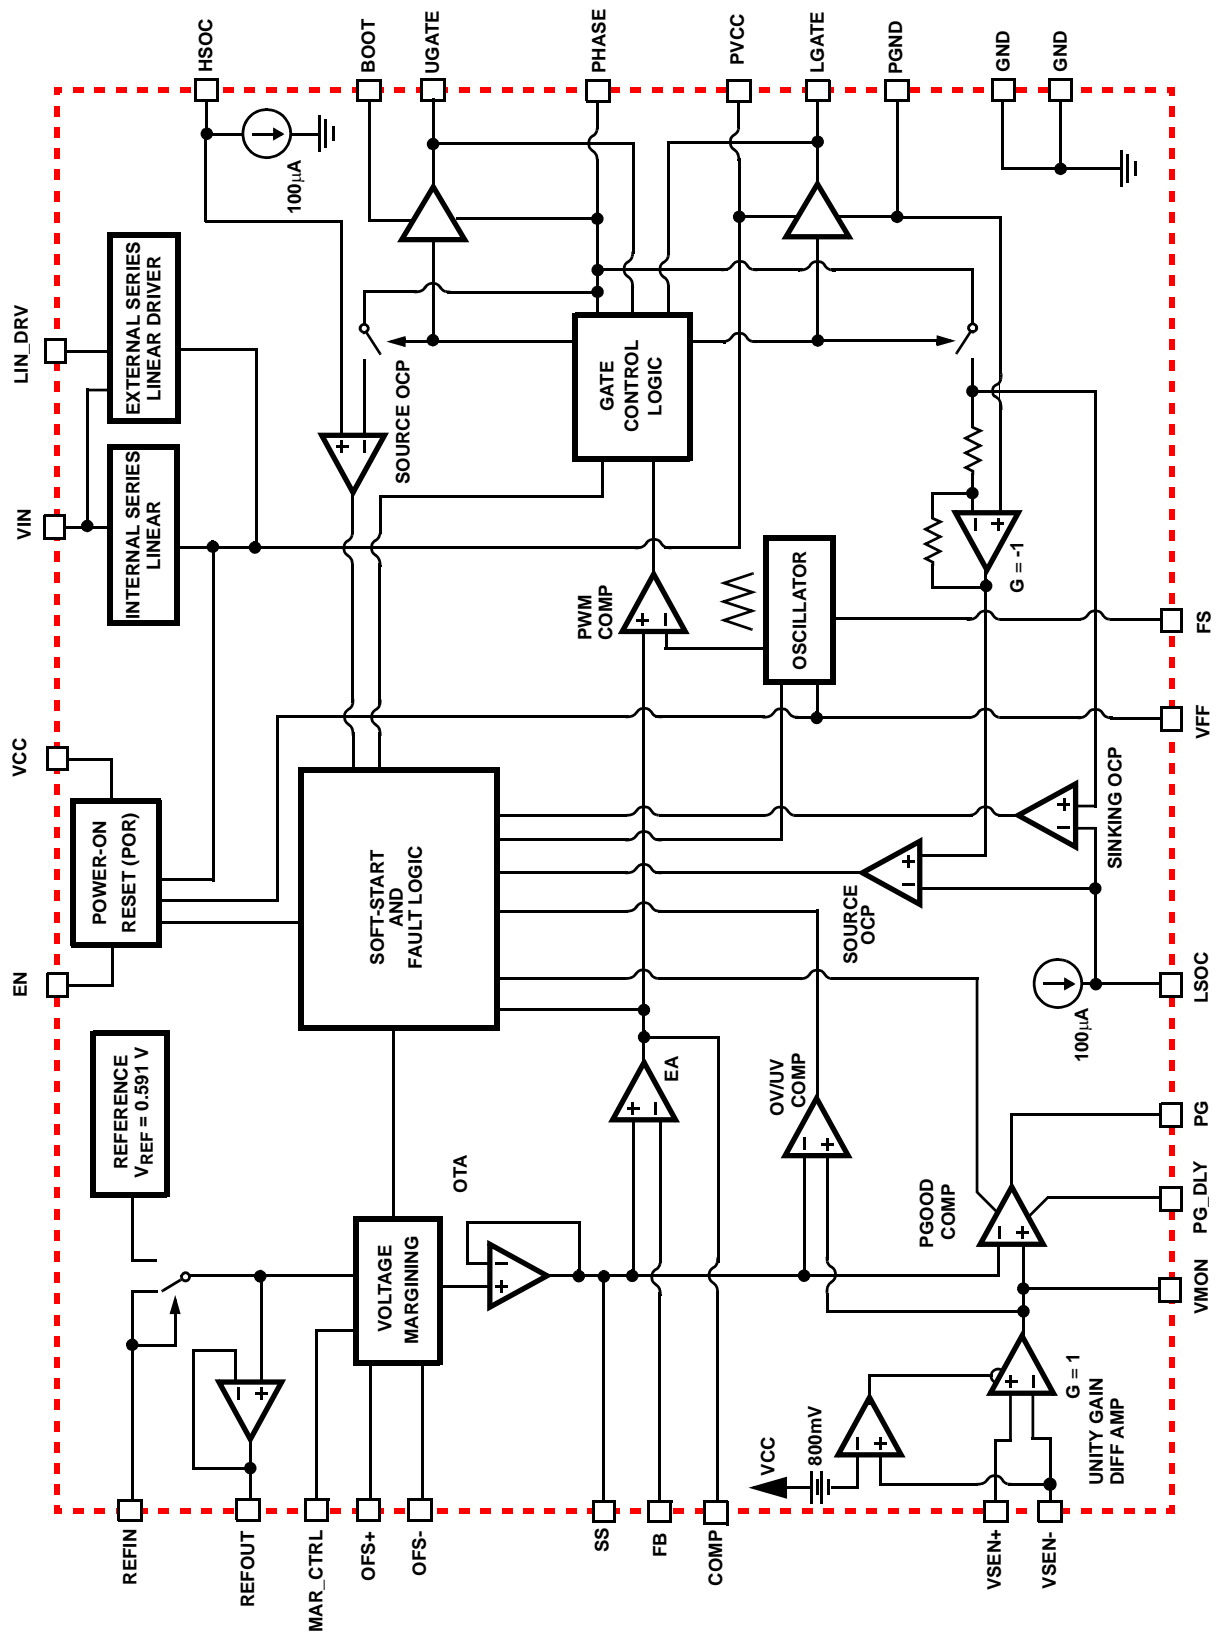 HSOC
BOOT
UGATE
PHASE
PVCC
LGATE
PGND
GND
GND
100µA
LIN_DRV
EXTERNAL SERIES
LINEAR DRIVER
VIN
INTERNAL SERIES
LINEAR
SOURCE OCP
+
−
GATE
CONTROL
LOGIC
PWM
COMP
+
−
OSCILLATOR
−
+
G = -1
FS
VFF
VCC
POWER-ON
RESET (POR)
EN
SOFT-START
AND
FAULT LOGIC
SOURCE
OCP
−
+
SINKING OCP
−
+
100µA
LSOC
REFERENCE
VREF = 0.591 V
EA
+
−
OV/UV
COMP
−
+
PGOOD
COMP
−
+
PG
PG_DLY
VMON
OTA
−
+
VOLTAGE
MARGINING
−
+
VCC
800mV
−
+
+
−
G = 1
UNITY GAIN
DIFF AMP
REFIN
REFOUT
MAR_CTRL
OFS+
OFS-
SS
FB
COMP
VSEN+
VSEN-